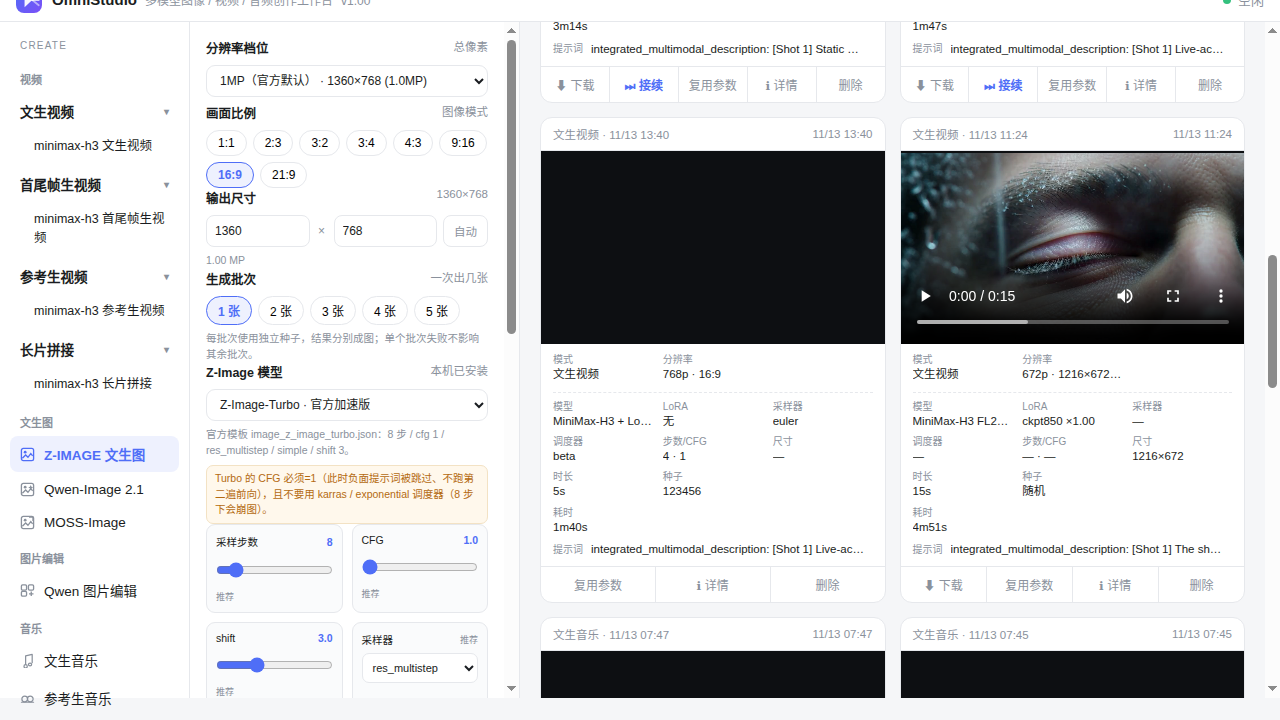 OmniStudio 多模型图像 / 视频 / 音频创作工作台 v1.00
空闲
CREATE
视频
文生视频 ▾
minimax-h3 文生视频
首尾帧生视频 ▾
minimax-h3 首尾帧生视
频
参考生视频 ▾
minimax-h3 参考生视频
长片拼接 ▾
minimax-h3 长片拼接
文生图
Z-IMAGE 文生图
Qwen-Image 2.1
MOSS-Image
图片编辑
Qwen 图片编辑
音乐
文生音乐
参考生音乐
分辨率档位 总像素
1MP（官方默认） · 1360×768 (1.0MP)
画面比例 图像模式
1:1 2:3 3:2 3:4 4:3 9:16
16:9 21:9
输出尺寸 1360×768
1360 × 768 自动
1.00 MP
生成批次 一次出几张
1 张 2 张 3 张 4 张 5 张
每批次使用独立种子，结果分别成图；单个批次失败不影响
其余批次。
Z-Image 模型 本机已安装
Z-Image-Turbo · 官方加速版
官方模板 image_z_image_turbo.json：8 步 / cfg 1 /
res_multistep / simple / shift 3。
Turbo 的 CFG 必须=1（此时负面提示词被跳过、不跑第
二遍前向），且不要用 karras / exponential 调度器（8 步
下会崩图）。
采样步数 8
推荐
CFG 1.0
推荐
shift 3.0
推荐
采样器 推荐
res_multistep
3m14s
提示词 integrated_multimodal_description: [Shot 1] Static …
⬇ 下载 ⏭ 接续 复用参数 ℹ 详情 删除
1m47s
提示词 integrated_multimodal_description: [Shot 1] Live-ac…
⬇ 下载 ⏭ 接续 复用参数 ℹ 详情 删除
文生视频 · 11/13 13:40 11/13 13:40
模式 分辨率
文生视频 768p · 16:9
模型 LoRA 采样器
MiniMax-H3 + Lo… 无 euler
调度器 步数/CFG 尺寸
beta 4 · 1 —
时长 种子
5s 123456
耗时
1m40s
提示词 integrated_multimodal_description: [Shot 1] Live-ac…
复用参数 ℹ 详情 删除
文生视频 · 11/13 11:24 11/13 11:24
0:00 / 0:15
模式 分辨率
文生视频 672p · 1216×672…
模型 LoRA 采样器
MiniMax-H3 FL2… ckpt850 ×1.00 —
调度器 步数/CFG 尺寸
— — · — 1216×672
时长 种子
15s 随机
耗时
4m51s
提示词 integrated_multimodal_description: [Shot 1] The sh…
⬇ 下载 复用参数 ℹ 详情 删除
文生音乐 · 11/13 07:47 11/13 07:47
文生音乐 · 11/13 07:45 11/13 07:45